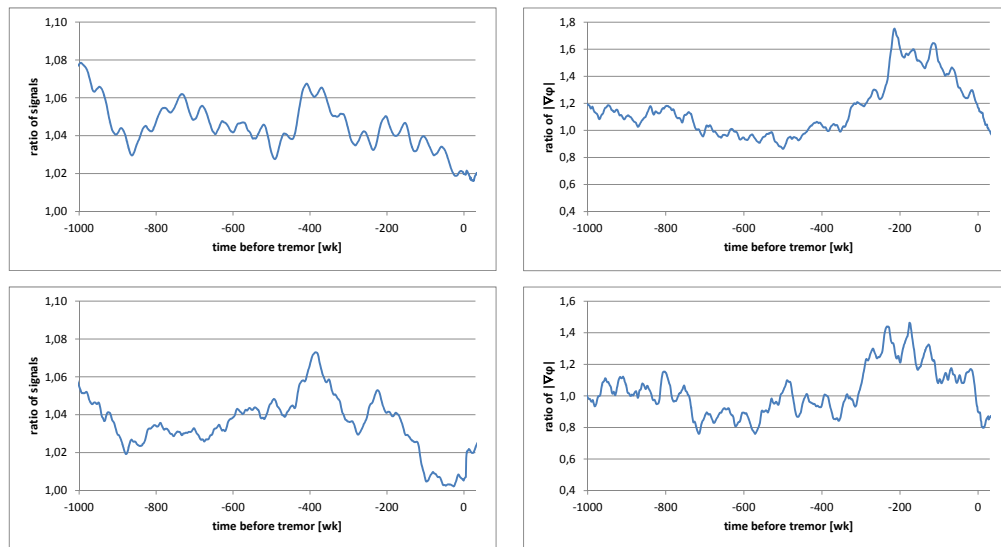 ratio of signals
1,10
1,08
1,06
1,04
1,02
1,00
-1000 -800 -600 -400 -200 0
time before tremor [wk]
ratio of |∇φ|
1,8
1,6
1,4
1,2
1,0
0,8
0,6
0,4
-1000 -800 -600 -400 -200 0
time before tremor [wk]
ratio of signals
1,10
1,08
1,06
1,04
1,02
1,00
-1000 -800 -600 -400 -200 0
time before tremor [wk]
ratio of |∇φ|
1,6
1,4
1,2
1,0
0,8
0,6
0,4
-1000 -800 -600 -400 -200 0
time before tremor [wk]